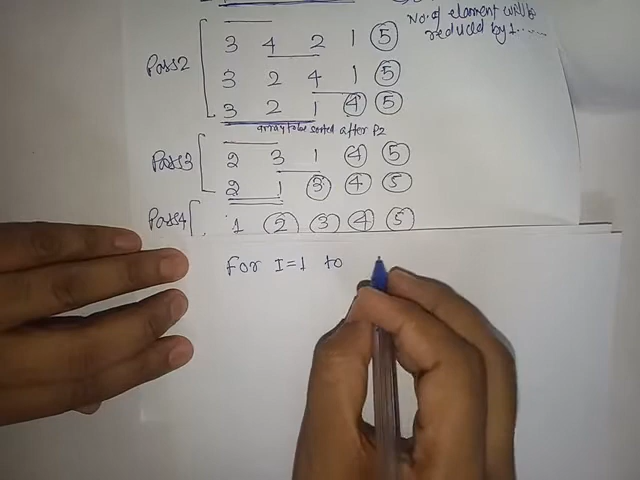 No. of element will be
reduced by 1......
Pass2
3 4 2 1 5
3 2 4 1 5
3 2 1 4 5
array to be sorted after P2
Pass3
2 3 1 4 5
2 1 3 4 5
Pass4
1 2 3 4 5
For I=1 to